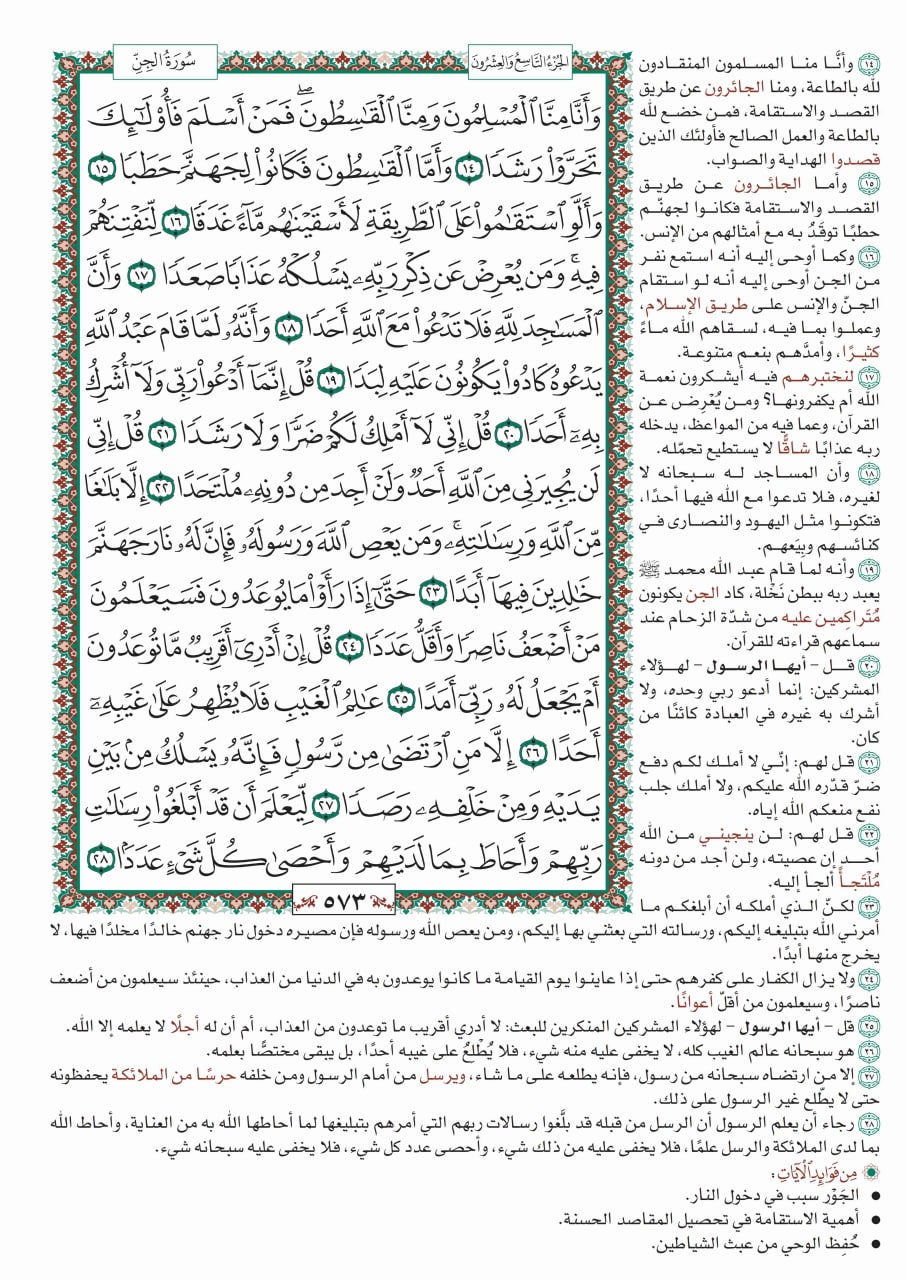 سُورَةُ الجِنِّ
الجُزْءُ التَّاسِعُ وَالعِشْرُونَ
وَأَنَّا مِنَّا ٱلْمُسْلِمُونَ وَمِنَّا ٱلْقَٰسِطُونَۖ فَمَنْ أَسْلَمَ فَأُو۟لَٰٓئِكَ
تَحَرَّوْا۟ رَشَدًا ١٤ وَأَمَّا ٱلْقَٰسِطُونَ فَكَانُوا۟ لِجَهَنَّمَ حَطَبًا ١٥
وَأَلَّوِ ٱسْتَقَٰمُوا۟ عَلَى ٱلطَّرِيقَةِ لَأَسْقَيْنَٰهُم مَّآءً غَدَقًا ١٦ لِّنَفْتِنَهُمْ
فِيهِۚ وَمَن يُعْرِضْ عَن ذِكْرِ رَبِّهِۦ يَسْلُكْهُ عَذَابًا صَعَدًا ١٧ وَأَنَّ
ٱلْمَسَٰجِدَ لِلَّهِ فَلَا تَدْعُوا۟ مَعَ ٱللَّهِ أَحَدًا ١٨ وَأَنَّهُۥ لَمَّا قَامَ عَبْدُ ٱللَّهِ
يَدْعُوهُ كَادُوا۟ يَكُونُونَ عَلَيْهِ لِبَدًا ١٩ قُلْ إِنَّمَآ أَدْعُوا۟ رَبِّى وَلَآ أُشْرِكُ
بِهِۦٓ أَحَدًا ٢٠ قُلْ إِنِّى لَآ أَمْلِكُ لَكُمْ ضَرًّا وَلَا رَشَدًا ٢١ قُلْ إِنِّى
لَن يُجِيرَنِى مِنَ ٱللَّهِ أَحَدٌ وَلَنْ أَجِدَ مِن دُونِهِۦ مُلْتَحَدًا ٢٢ إِلَّا بَلَٰغًا
مِّنَ ٱللَّهِ وَرِسَٰلَٰتِهِۦۚ وَمَن يَعْصِ ٱللَّهَ وَرَسُولَهُۥ فَإِنَّ لَهُۥ نَارَ جَهَنَّمَ
خَٰلِدِينَ فِيهَآ أَبَدًا ٢٣ حَتَّىٰٓ إِذَا رَأَوْا۟ مَا يُوعَدُونَ فَسَيَعْلَمُونَ
مَنْ أَضْعَفُ نَاصِرًا وَأَقَلُّ عَدَدًا ٢٤ قُلْ إِنْ أَدْرِىٓ أَقَرِيبٌ مَّا تُوعَدُونَ
أَمْ يَجْعَلُ لَهُۥ رَبِّىٓ أَمَدًا ٢٥ عَٰلِمُ ٱلْغَيْبِ فَلَا يُظْهِرُ عَلَىٰ غَيْبِهِۦٓ
أَحَدًا ٢٦ إِلَّا مَنِ ٱرْتَضَىٰ مِن رَّسُولٍ فَإِنَّهُۥ يَسْلُكُ مِنۢ بَيْنِ
يَدَيْهِ وَمِنْ خَلْفِهِۦ رَصَدًا ٢٧ لِّيَعْلَمَ أَن قَدْ أَبْلَغُوا۟ رِسَٰلَٰتِ
رَبِّهِمْ وَأَحَاطَ بِمَا لَدَيْهِمْ وَأَحْصَىٰ كُلَّ شَىْءٍ عَدَدًۢا ٢٨
٥٧٣
١٤ وأنَّا منا المسلمون المنقادون
لله بالطاعة، ومنا الجائرون عن طريق
القصد والاستقامة، فمن خضع لله
بالطاعة والعمل الصالح فأولئك الذين
قصدوا الهداية والصواب.
١٥ وأما الجائرون عن طريق
القصد والاستقامة فكانوا لجهنّم
حطبًا توقَدُ به مع أمثالهم من الإنس.
١٦ وكما أوحى إليه أنه استمع نفر
من الجن أوحى إليه أنه لو استقام
الجنّ والإنس على طريق الإسلام،
وعملوا بما فيه، لسقاهم الله ماءً
كثيرًا، وأمدَّهم بنعم متنوعة.
١٧ لنختبرهم فيه أيشكرون نعمة
الله أم يكفرونها؟ ومن يُعْرِض عن
القرآن، وعما فيه من المواعظ، يدخله
ربه عذابًا شاقًّا لا يستطيع تحمّله.
١٨ وأن المساجد له سبحانه لا
لغيره، فلا تدعوا مع الله فيها أحدًا،
فتكونوا مثل اليهود والنصارى في
كنائسهم وبِيَعهم.
١٩ وأنه لما قام عبد الله محمد ﷺ
يعبد ربه ببطن نَخْلة، كاد الجن يكونون
مُتَراكِمين عليه من شدّة الزحام عند
سماعهم قراءته للقرآن.
٢٠ قل - أيها الرسول - لهؤلاء
المشركين: إنما أدعو ربي وحده، ولا
أشرك به غيره في العبادة كائنًا من
كان.
٢١ قل لهم: إنّي لا أملك لكم دفع
ضرّ قدّره الله عليكم، ولا أملك جلب
نفع منعكم الله إياه.
٢٢ قل لهم: لن ينجيني من الله
أحد إن عصيته، ولن أجد من دونه
مُلْتَجأً ألجأ إليه.
٢٣ لكنّ الذي أملكه أن أبلغكم ما
أمرني الله بتبليغه إليكم، ورسالته التي بعثني بها إليكم، ومن يعص الله ورسوله فإن مصيره دخول نار جهنم خالدًا مخلدًا فيها، لا
يخرج منها أبدًا.
٢٤ ولا يزال الكفار على كفرهم حتى إذا عاينوا يوم القيامة ما كانوا يوعدون به في الدنيا من العذاب، حينئذ سيعلمون من أضعف
ناصرًا، وسيعلمون من أقلّ أعوانًا.
٢٥ قل - أيها الرسول - لهؤلاء المشركين المنكرين للبعث: لا أدري أقريب ما توعدون من العذاب، أم أن له أجلًا لا يعلمه إلا الله.
٢٦ هو سبحانه عالم الغيب كله، لا يخفى عليه منه شيء، فلا يُطْلعُ على غيبه أحدًا، بل يبقى مختصًّا بعلمه.
٢٧ إلا من ارتضاه سبحانه من رسول، فإنه يطلعه على ما شاء، ويرسل من أمام الرسول ومن خلفه حرسًا من الملائكة يحفظونه
حتى لا يطّلع غير الرسول على ذلك.
٢٨ رجاء أن يعلم الرسول أن الرسل من قبله قد بلَّغوا رسالات ربهم التي أمرهم بتبليغها لما أحاطها الله به من العناية، وأحاط الله
بما لدى الملائكة والرسل علمًا، فلا يخفى عليه من ذلك شيء، وأحصى عدد كل شيء، فلا يخفى عليه سبحانه شيء.
مِن فَوَائِدِ الآيَاتِ:
• الجَوْر سبب في دخول النار.
• أهمية الاستقامة في تحصيل المقاصد الحسنة.
• حُفِظ الوحي من عبث الشياطين.